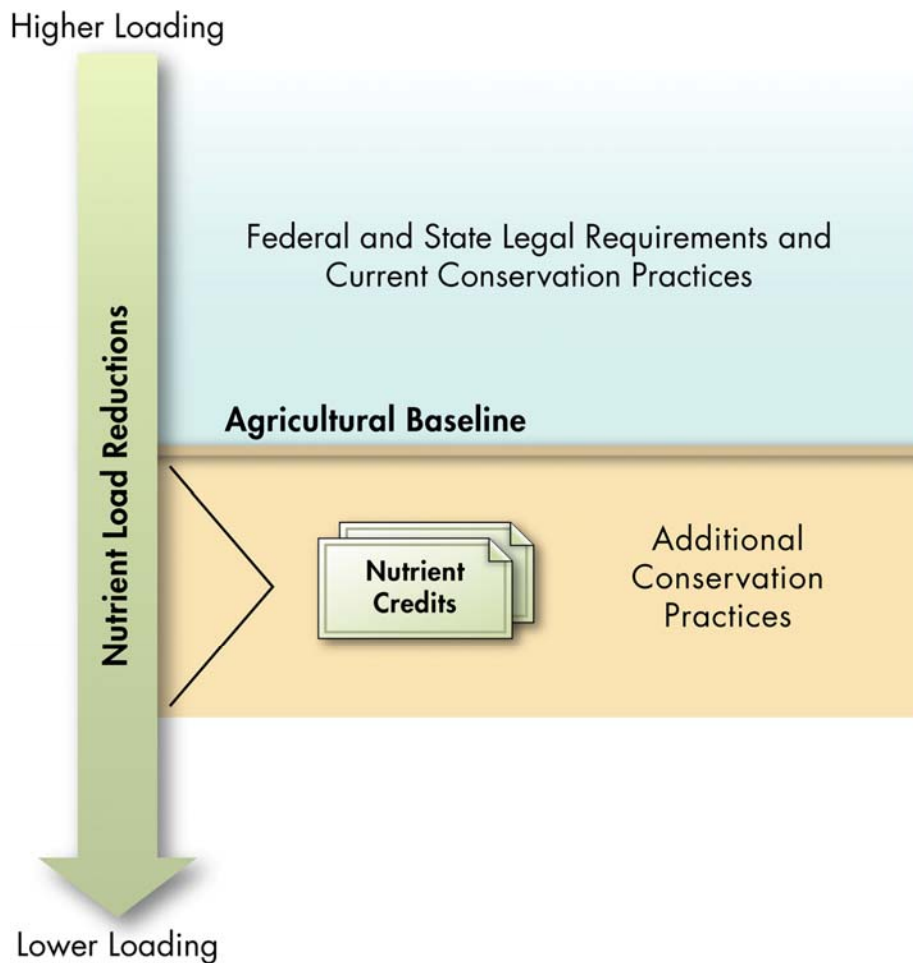 Higher Loading
Federal and State Legal Requirements and
Current Conservation Practices
Nutrient Load Reductions
Agricultural Baseline
Nutrient
Credits
Additional
Conservation
Practices
Lower Loading